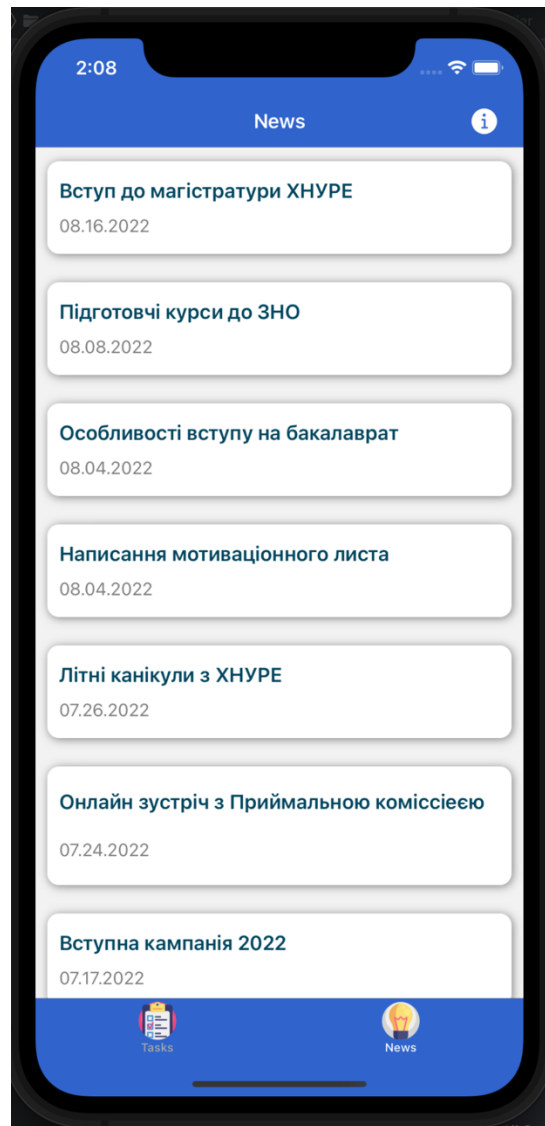 2:08
News
Вступ до магістратури ХНУРЕ
08.16.2022
Підготовчі курси до ЗНО
08.08.2022
Особливості вступу на бакалаврат
08.04.2022
Написання мотиваціонного листа
08.04.2022
Літні канікули з ХНУРЕ
07.26.2022
Онлайн зустріч з Приймальною коміссієєю
07.24.2022
Вступна кампанія 2022
07.17.2022
Tasks
News